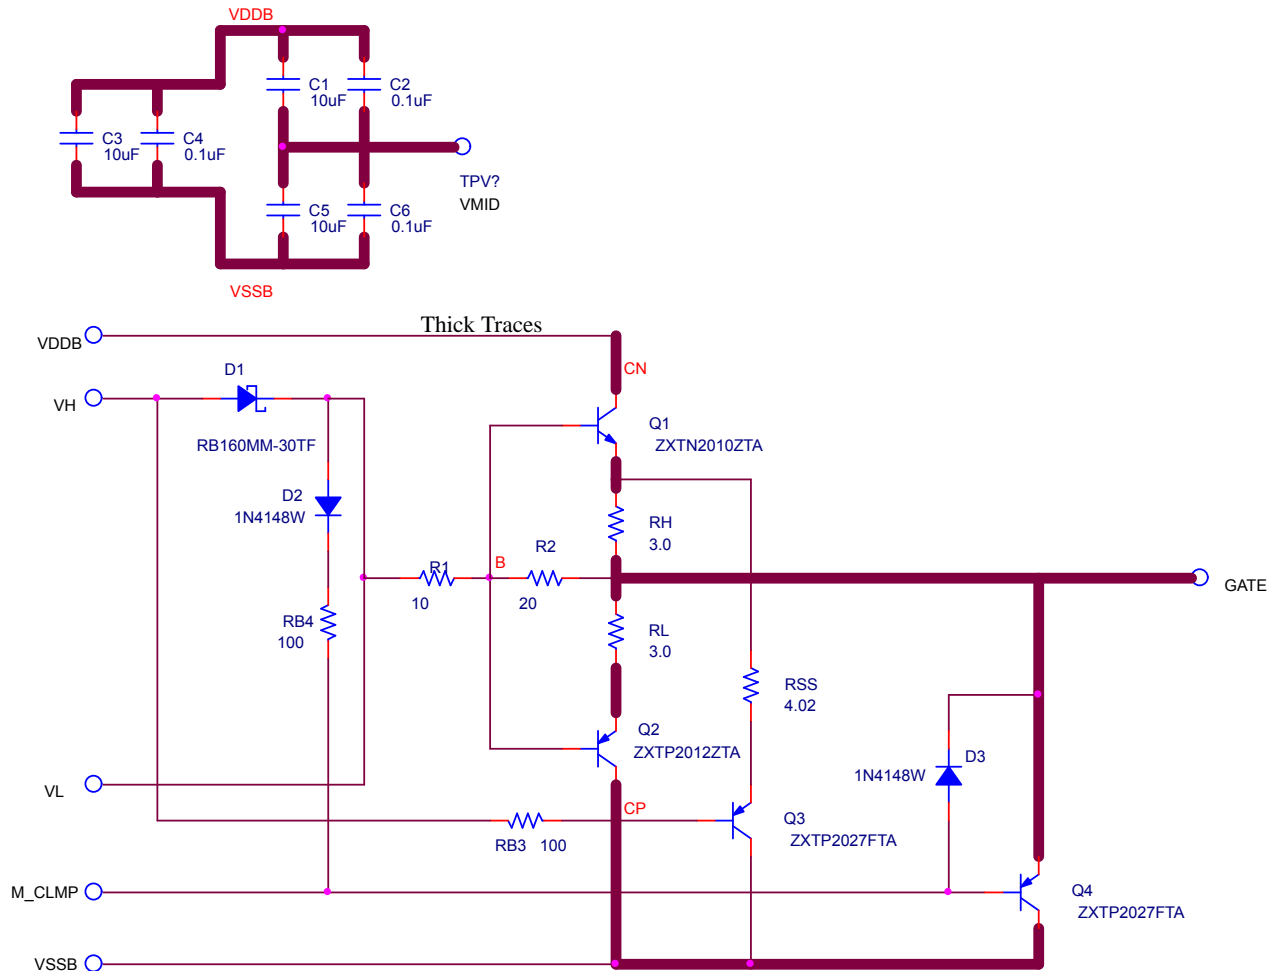 VDDB
C1
10uF
C2
0.1uF
C3
10uF
C4
0.1uF
TPV?
VMID
C5
10uF
C6
0.1uF
VSSB
Thick Traces
VDDB
CN
D1
VH
Q1
ZXTN2010ZTA
RB160MM-30TF
D2
1N4148W
RH
3.0
R2
B
R1
10
20
GATE
RB4
100
RL
3.0
RSS
4.02
Q2
ZXTP2012ZTA
D3
1N4148W
VL
CP
Q3
ZXTP2027FTA
RB3 100
M_CLMP
Q4
ZXTP2027FTA
VSSB